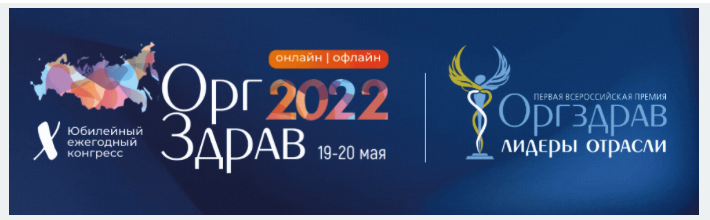 X Юбилейный
ежегодный
конгресс
онлайн | офлайн
Орг 2022
Здрав 19-20 мая
ПЕРВАЯ ВСЕРОССИЙСКАЯ ПРЕМИЯ
Оргздрав
ЛИДЕРЫ ОТРАСЛИ